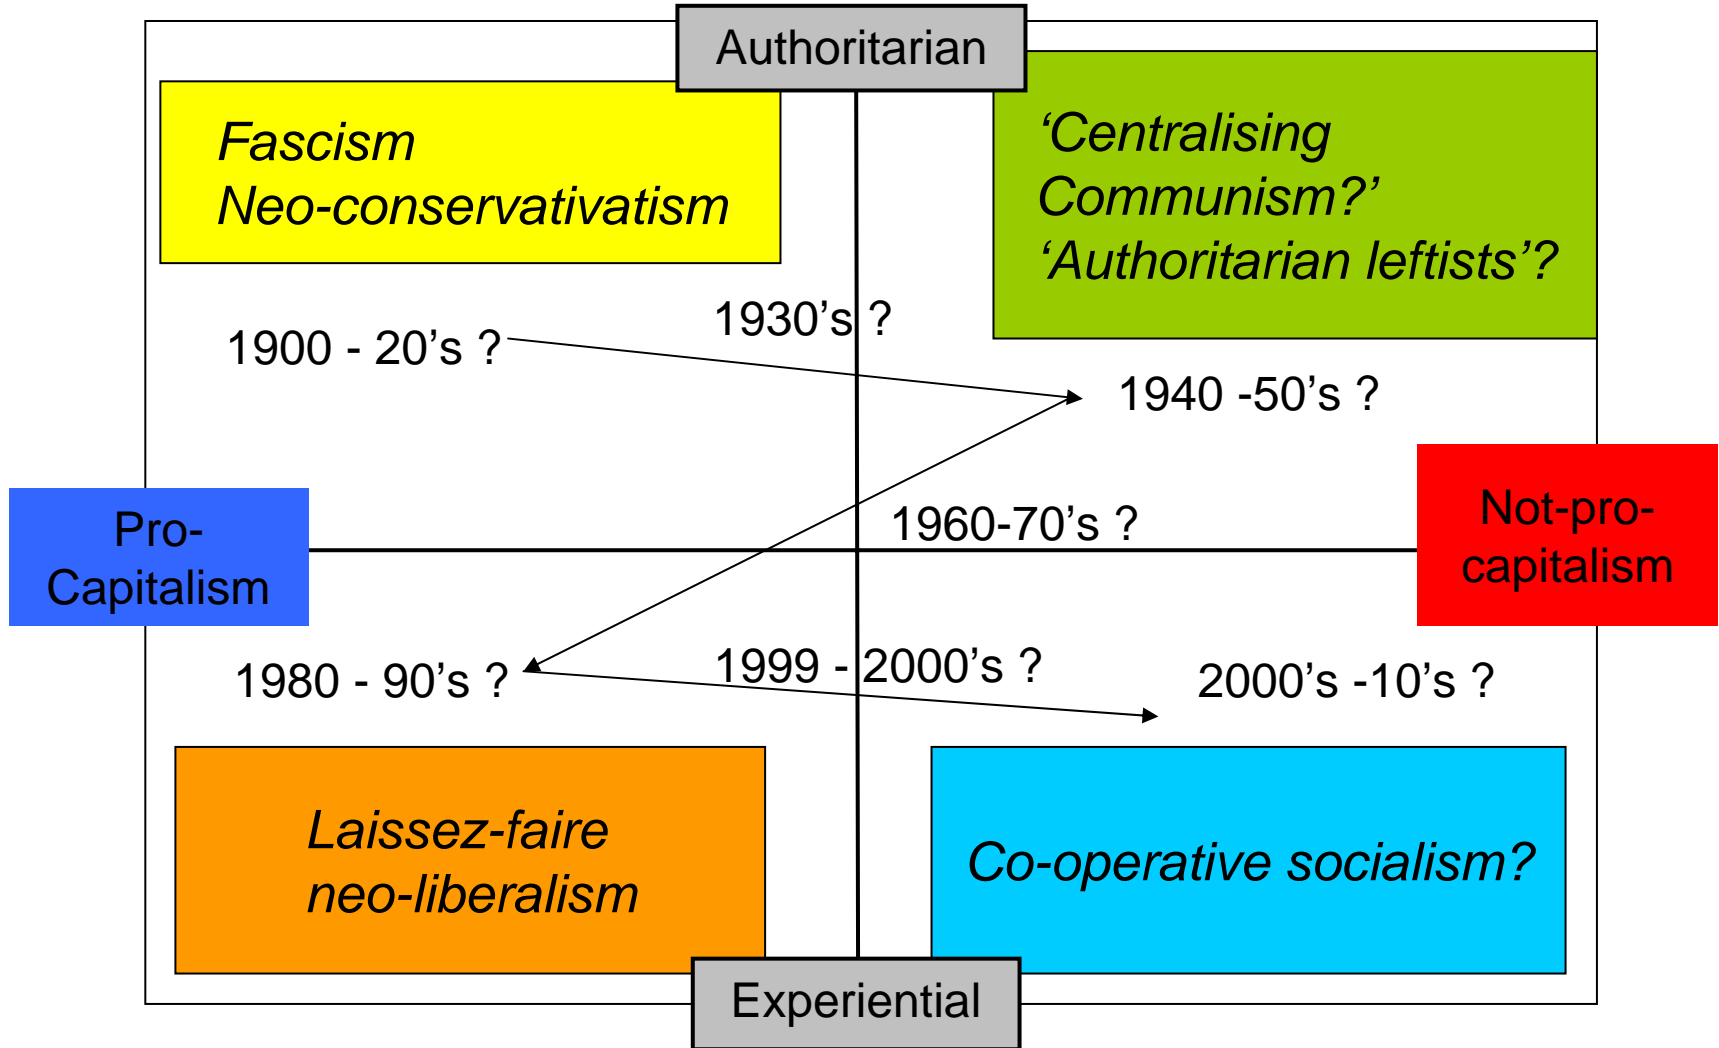 Authoritarian
Fascism
Neo-conservativatism
‘Centralising
Communism?’
‘Authoritarian leftists’?
1900 - 20’s ?
1930’s ?
1940 -50’s ?
Pro-
Capitalism
1960-70’s ?
Not-pro-
capitalism
1980 - 90’s ?
1999 - 2000’s ?
2000’s -10’s ?
Laissez-faire
neo-liberalism
Co-operative socialism?
Experiential